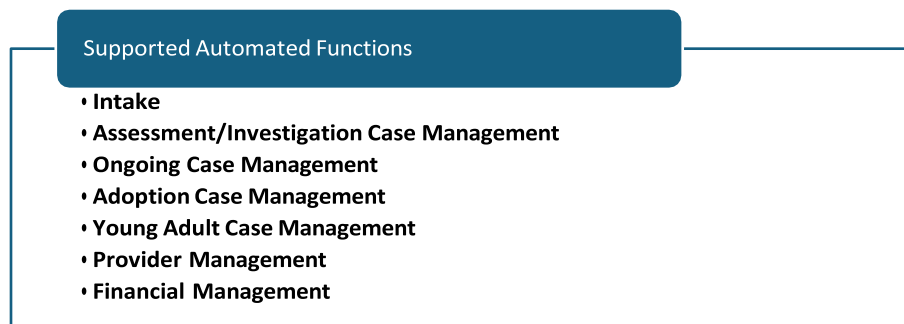 Supported Automated Functions
• Intake
• Assessment/Investigation Case Management
• Ongoing Case Management
• Adoption Case Management
• Young Adult Case Management
• Provider Management
• Financial Management